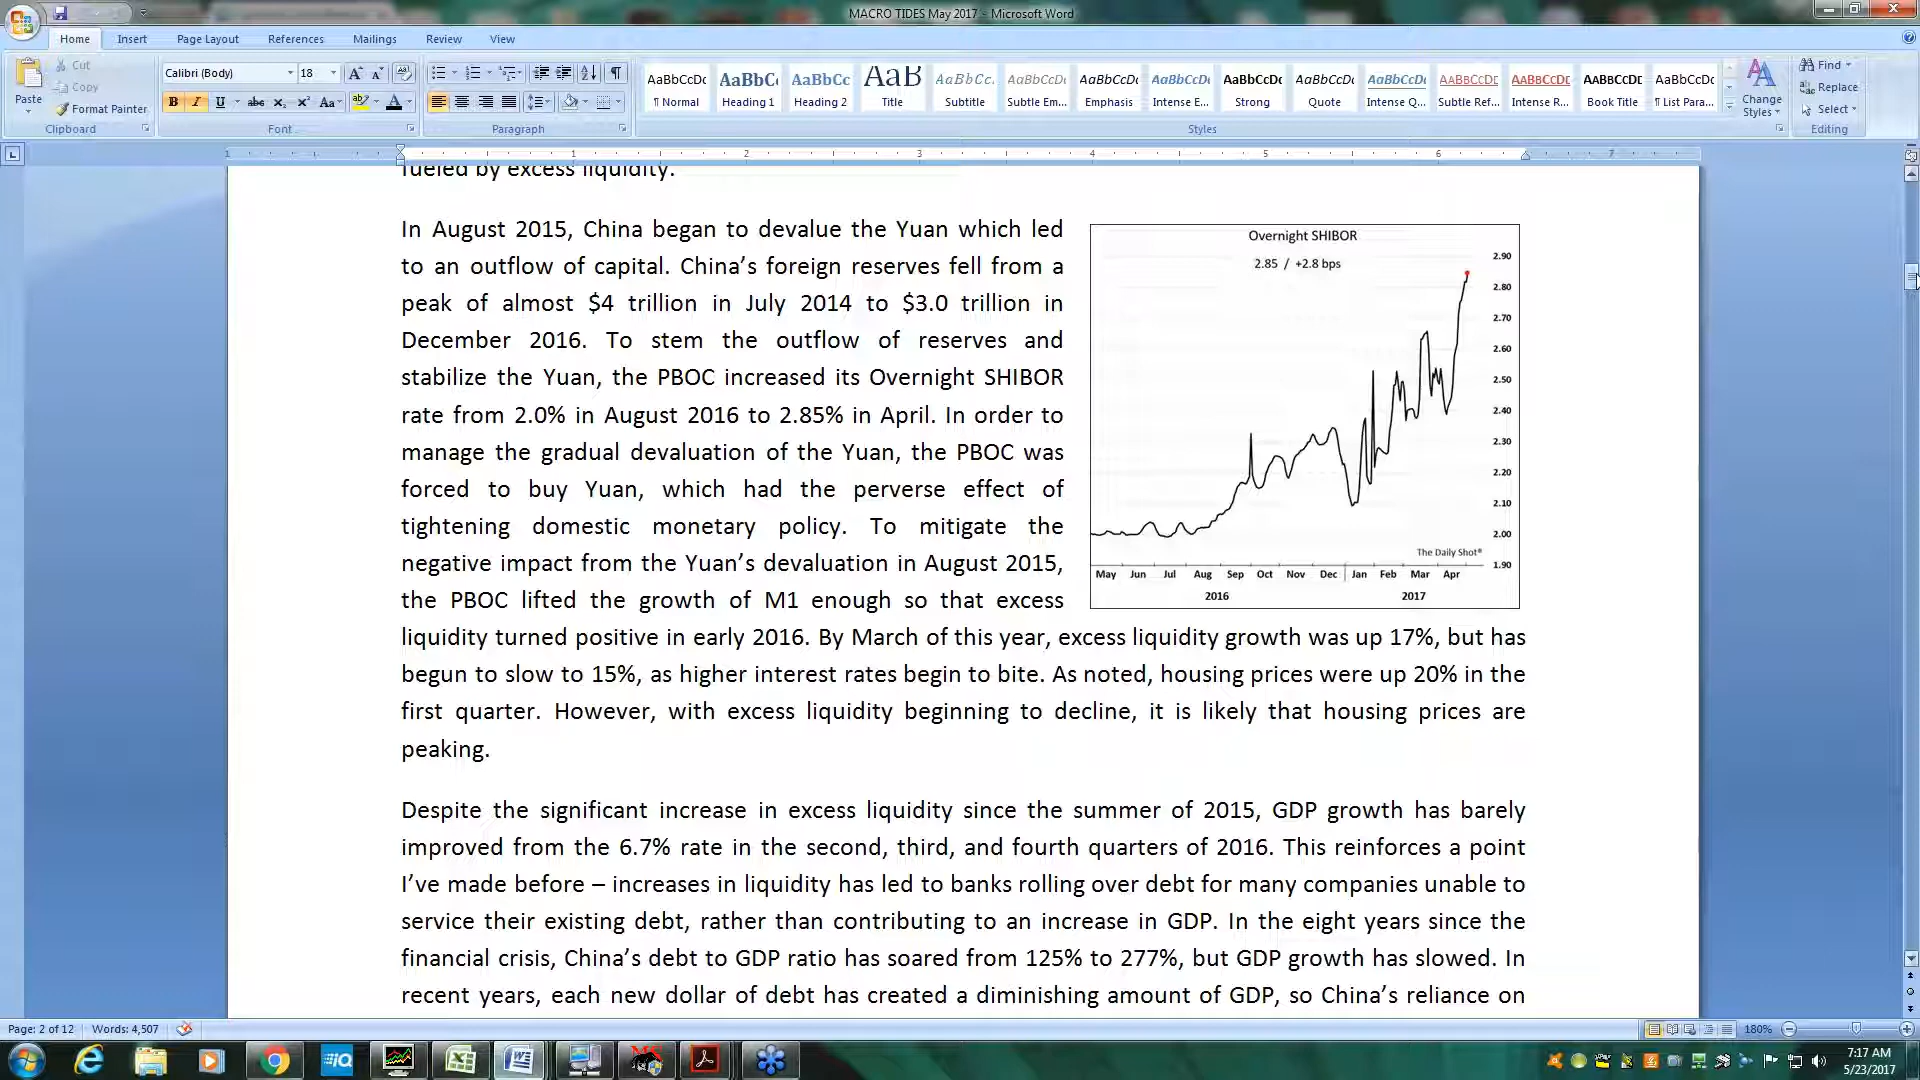 MACRO TIDES May 2017 - Microsoft Word
Home Insert Page Layout References Mailings Review View
Paste
Cut
Copy
Format Painter
Clipboard
Calibri (Body) 18
Font
Paragraph
AaBbCcDc AaBbC AaBbCc AaB AaBbCc. AaBbCcDc AaBbCcDc AaBbCcDc AaBbCcDc AaBbCcDc AaBbCcDc AABBCCDC AABBCCDC AABBCCDC AaBbCcDc
¶ Normal Heading 1 Heading 2 Title Subtitle Subtle Em... Emphasis Intense E... Strong Quote Intense Q... Subtle Ref... Intense R... Book Title ¶ List Para...
Styles
Change Styles
Find
Replace
Select
Editing
1 1 2 3 4 5 6 7
fueled by excess liquidity.
In August 2015, China began to devalue the Yuan which led
to an outflow of capital. China’s foreign reserves fell from a
peak of almost $4 trillion in July 2014 to $3.0 trillion in
December 2016. To stem the outflow of reserves and
stabilize the Yuan, the PBOC increased its Overnight SHIBOR
rate from 2.0% in August 2016 to 2.85% in April. In order to
manage the gradual devaluation of the Yuan, the PBOC was
forced to buy Yuan, which had the perverse effect of
tightening domestic monetary policy. To mitigate the
negative impact from the Yuan’s devaluation in August 2015,
the PBOC lifted the growth of M1 enough so that excess
liquidity turned positive in early 2016. By March of this year, excess liquidity growth was up 17%, but has
begun to slow to 15%, as higher interest rates begin to bite. As noted, housing prices were up 20% in the
first quarter. However, with excess liquidity beginning to decline, it is likely that housing prices are
peaking.
Overnight SHIBOR
2.85 / +2.8 bps
2.90
2.80
2.70
2.60
2.50
2.40
2.30
2.20
2.10
2.00
1.90
The Daily Shot®
May Jun Jul Aug Sep Oct Nov Dec Jan Feb Mar Apr
2016 2017
Despite the significant increase in excess liquidity since the summer of 2015, GDP growth has barely
improved from the 6.7% rate in the second, third, and fourth quarters of 2016. This reinforces a point
I’ve made before – increases in liquidity has led to banks rolling over debt for many companies unable to
service their existing debt, rather than contributing to an increase in GDP. In the eight years since the
financial crisis, China’s debt to GDP ratio has soared from 125% to 277%, but GDP growth has slowed. In
recent years, each new dollar of debt has created a diminishing amount of GDP, so China’s reliance on
Page: 2 of 12 Words: 4,507
180%
7:17 AM
5/23/2017